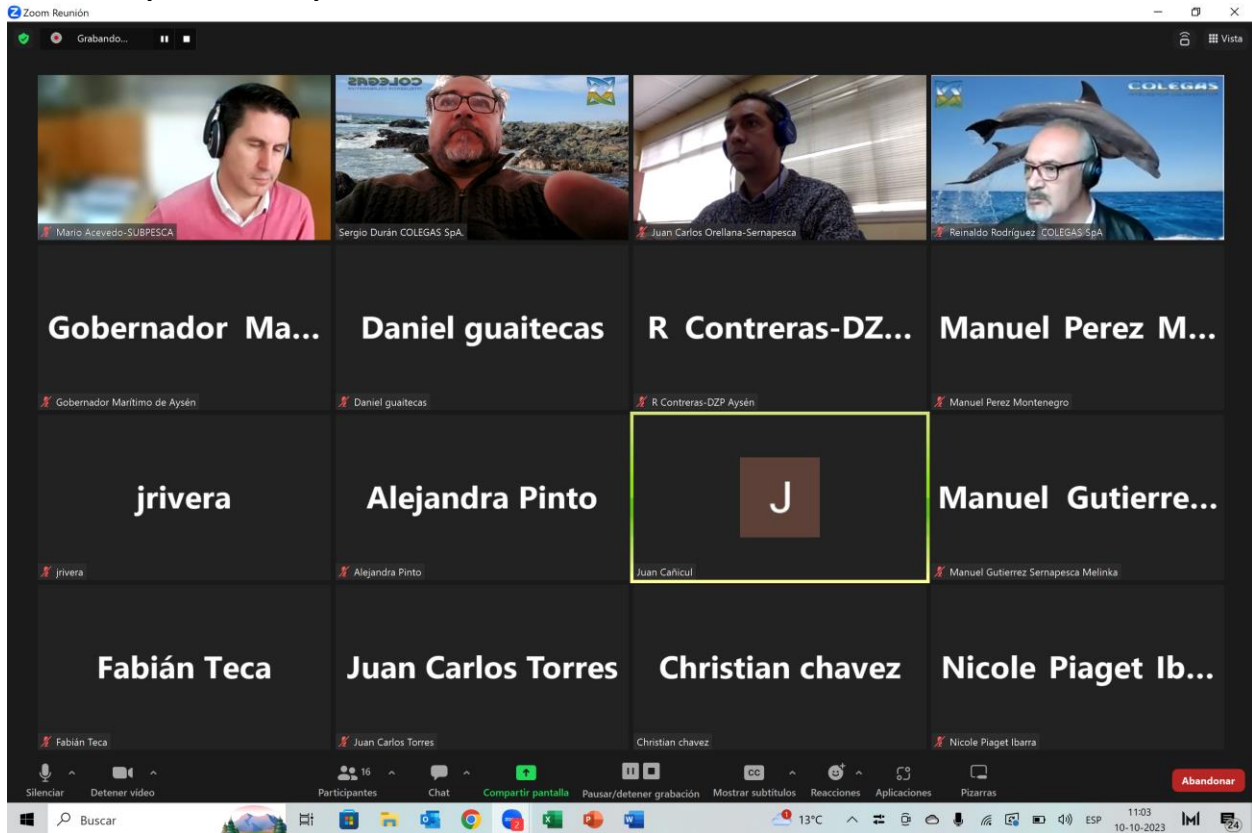 Zoom Reunión
Grabando...
Vista
COLEGAS
COLEGAS
Mario Acevedo-SUBPESCA
Sergio Durán COLEGAS SpA.
Juan Carlos Orellana-Sernapesca
Reinaldo Rodríguez COLEGAS SpA
Gobernador Ma...
Daniel guaitecas
R Contreras-DZ...
Manuel Perez M...
Gobernador Marítimo de Aysén
Daniel guaitecas
R Contreras-DZP Aysén
Manuel Perez Montenegro
jrivera
Alejandra Pinto
J
Manuel Gutierre...
jrivera
Alejandra Pinto
Juan Cañicul
Manuel Gutierrez Sernapesca Melinka
Fabián Teca
Juan Carlos Torres
Christian chavez
Nicole Piaget Ib...
Fabián Teca
Juan Carlos Torres
Christian chavez
Nicole Piaget Ibarra
16
CC
Silenciar
Detener video
Participantes
Chat
Compartir pantalla
Pausar/detener grabación
Mostrar subtítulos
Reacciones
Aplicaciones
Pizarras
Abandonar
Buscar
2
13°C
ESP
11:03
10-10-2023
24